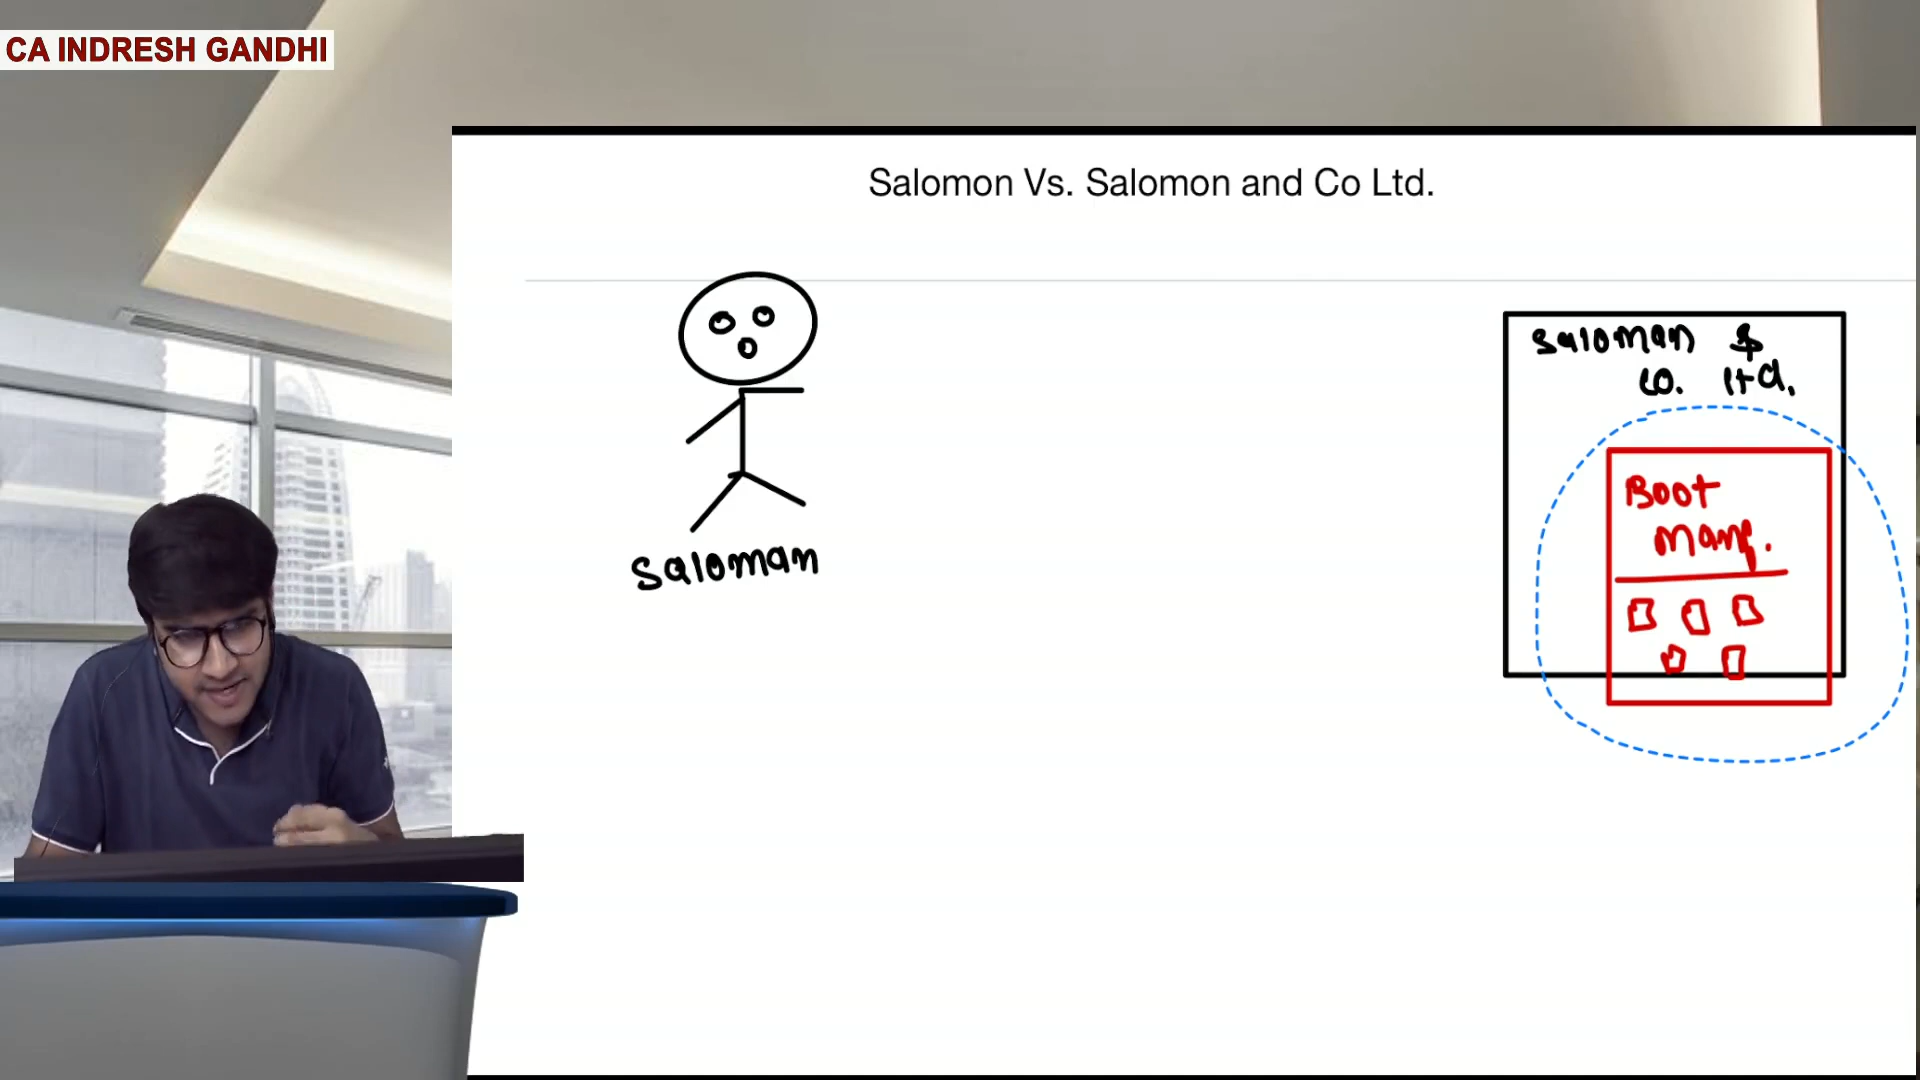 CA INDRESH GANDHI
Salomon Vs. Salomon and Co Ltd.
Saloman $
co. ltd.
Boot
Manf.
Saloman